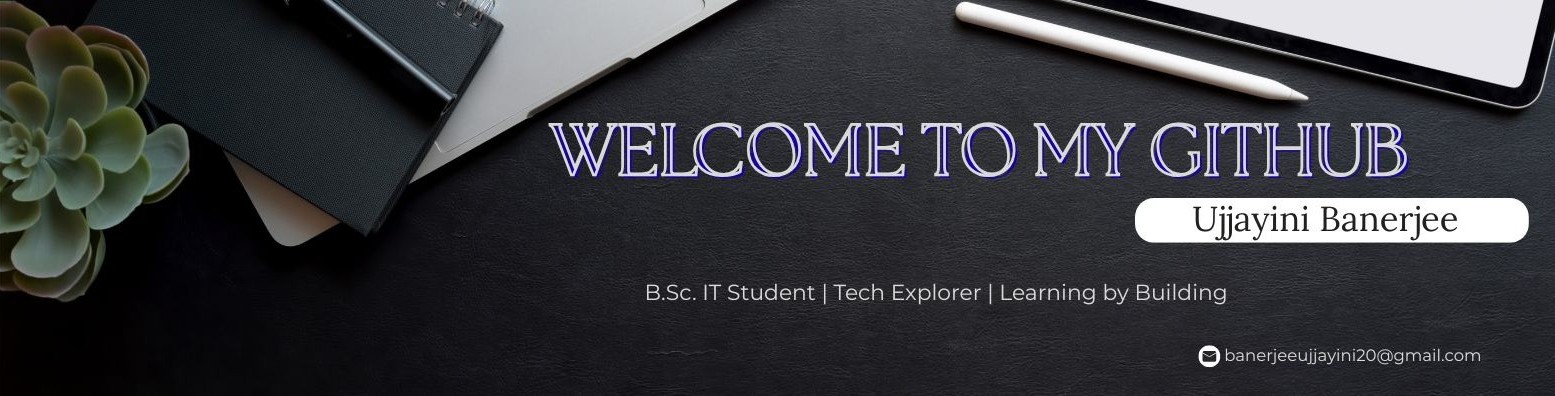 WELCOME TO MY GITHUB
Ujjayini Banerjee
B.Sc. IT Student | Tech Explorer | Learning by Building
banerjeeujjayini20@gmail.com